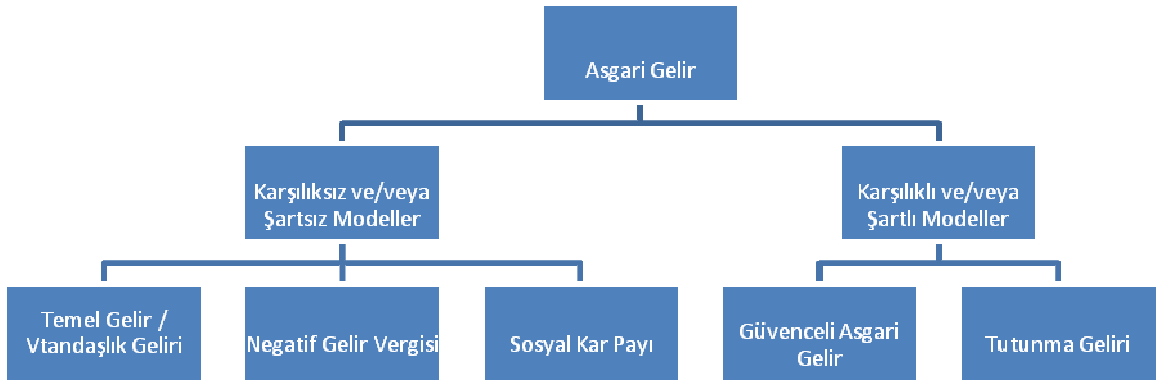 Asgari Gelir
Karşılıksız ve/veya
Şartsız Modeller
Karşılıklı ve/veya
Şartlı Modeller
Temel Gelir /
Vtandaşlık Geliri
Negatif Gelir Vergisi
Sosyal Kar Payı
Güvenceli Asgari
Gelir
Tutunma Geliri